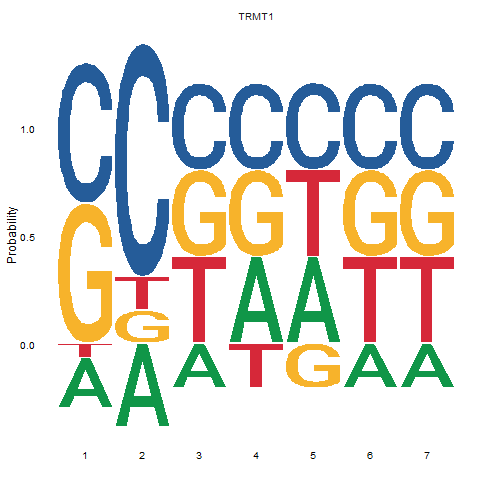 TRMT1
Probability
1.0
0.5
0.0
C C C C C C C
G T G G T G G
T G T A A T T
A A A T G A A
1 2 3 4 5 6 7